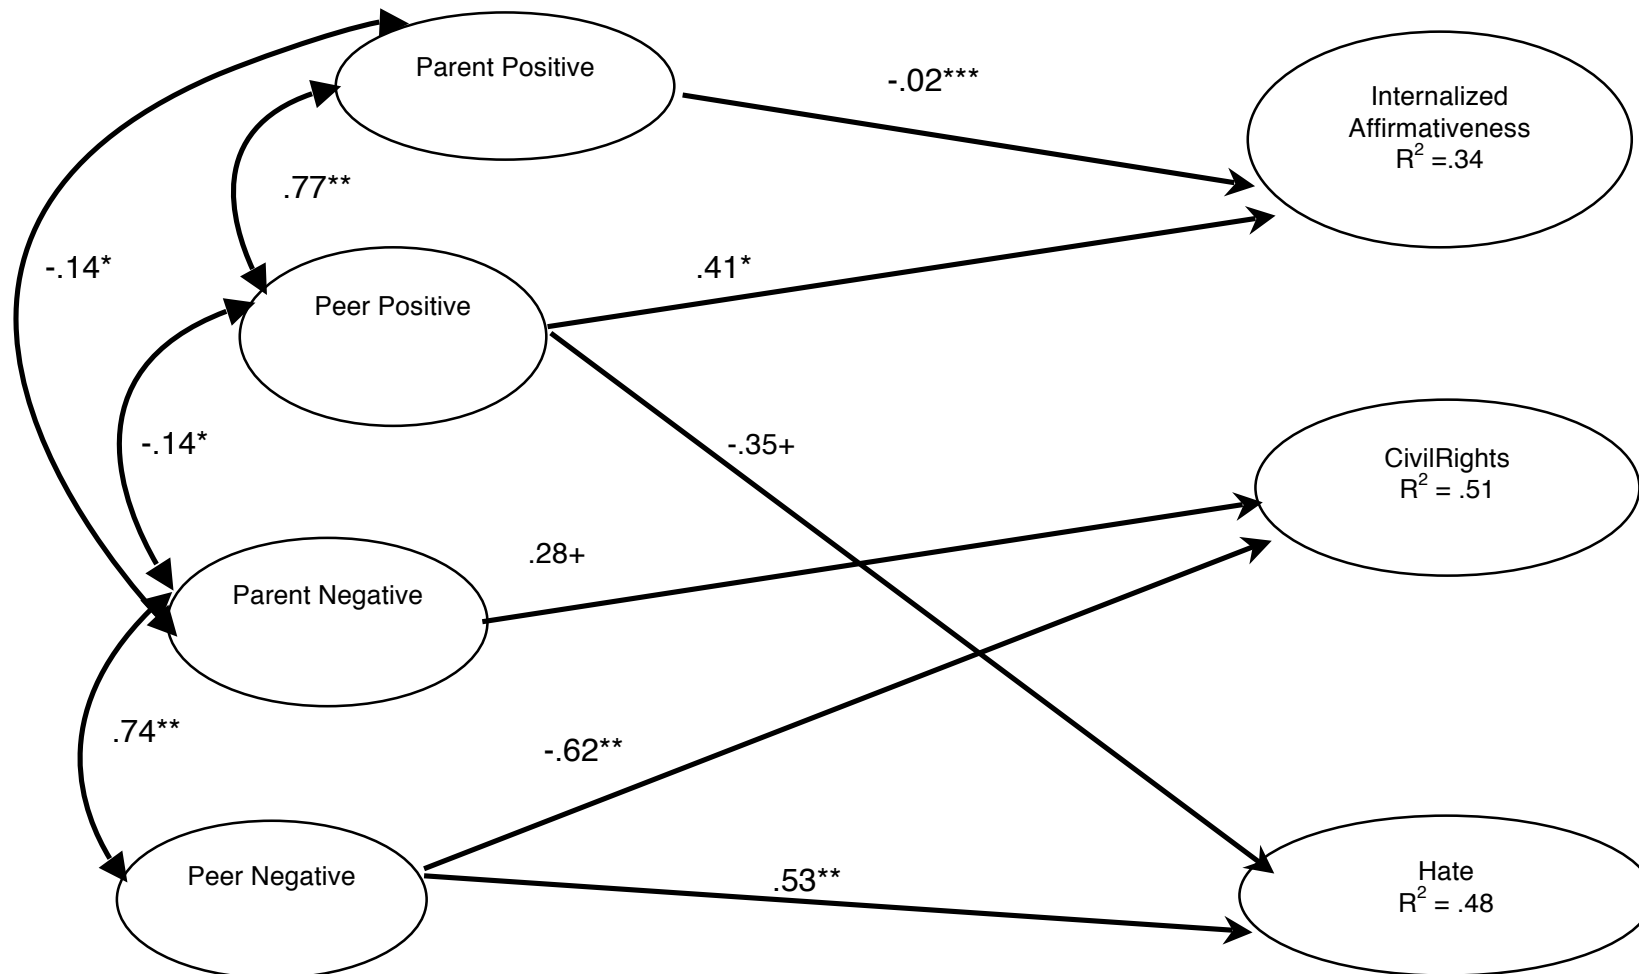 Parent Positive
-.02***
Internalized
Affirmativeness
R² =.34
.77**
-.14*
.41*
Peer Positive
-.14*
-.35+
CivilRights
R² = .51
.28+
Parent Negative
.74**
-.62**
Peer Negative
.53**
Hate
R² = .48